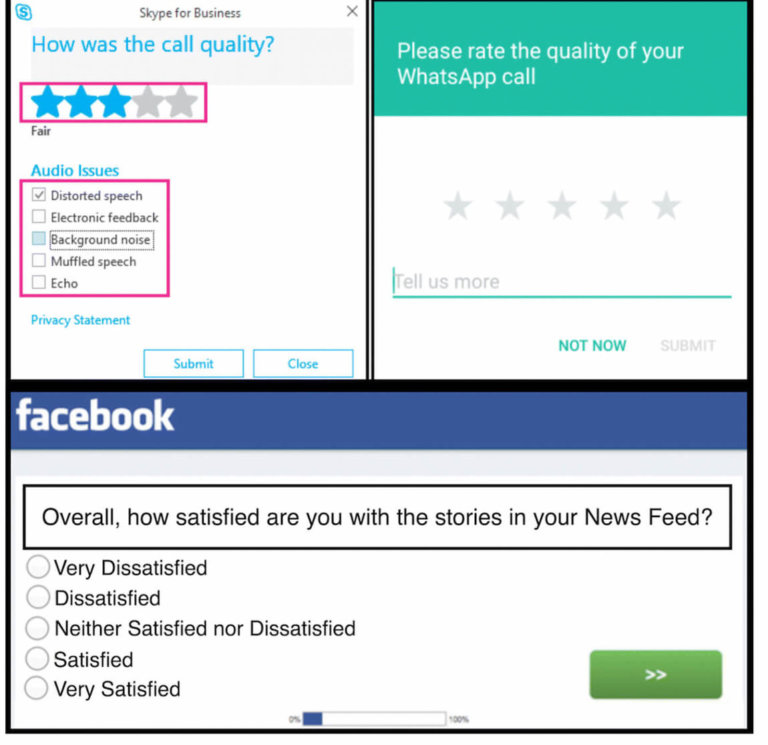 Skype for Business
How was the call quality?
Fair
Audio Issues
Distorted speech
Electronic feedback
Background noise
Muffled speech
Echo
Privacy Statement
Submit
Close
Please rate the quality of your
WhatsApp call
Tell us more
NOT NOW
SUBMIT
facebook
Overall, how satisfied are you with the stories in your News Feed?
Very Dissatisfied
Dissatisfied
Neither Satisfied nor Dissatisfied
Satisfied
Very Satisfied
>>
0%
100%